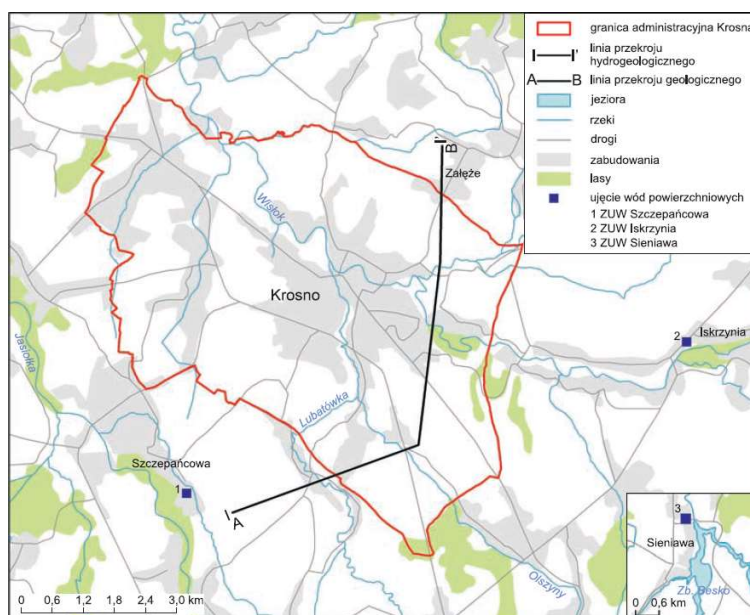 granica administracyjna Krosna
I I'
linia przekroju
hydrogeologicznego
A B
linia przekroju geologicznego
jeziora
rzeki
drogi
zabudowania
lasy
ujęcie wód powierzchniowych
1 ZUW Szczepańcowa
2 ZUW Iskrzynia
3 ZUW Sieniawa
I'
B
Załęże
Wisłok
Krosno
2
Iskrzynia
Jasiołka
Lubatówka
Szczepańcowa
1
I
A
Olszyny
3
Sieniawa
Zb. Besko
0 0,6 km
0 0,6 1,2 1,8 2,4 3,0 km